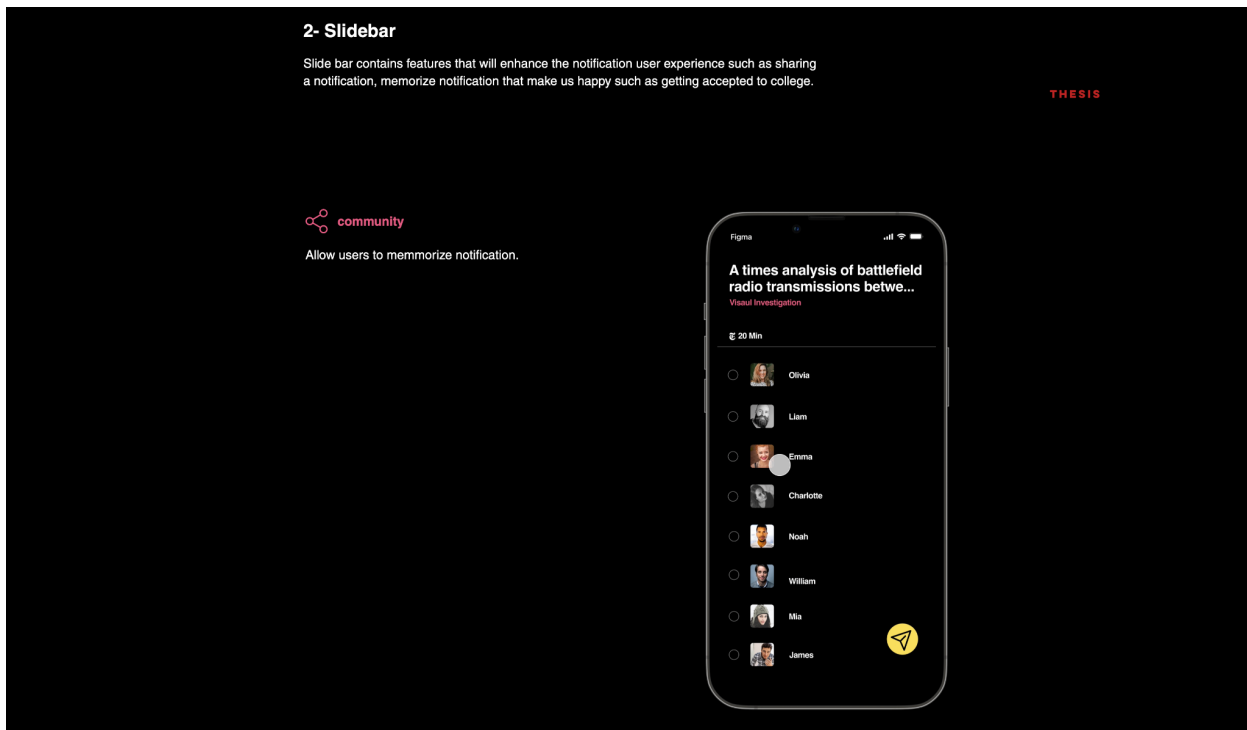 2- Slidebar
Slide bar contains features that will enhance the notification user experience such as sharing
a notification, memorize notification that make us happy such as getting accepted to college.
THESIS
community
Allow users to memmorize notification.
Figma
A times analysis of battlefield
radio transmissions betwe...
Visaul Investigation
20 Min
Olivia
Liam
Emma
Charlotte
Noah
William
Mia
James